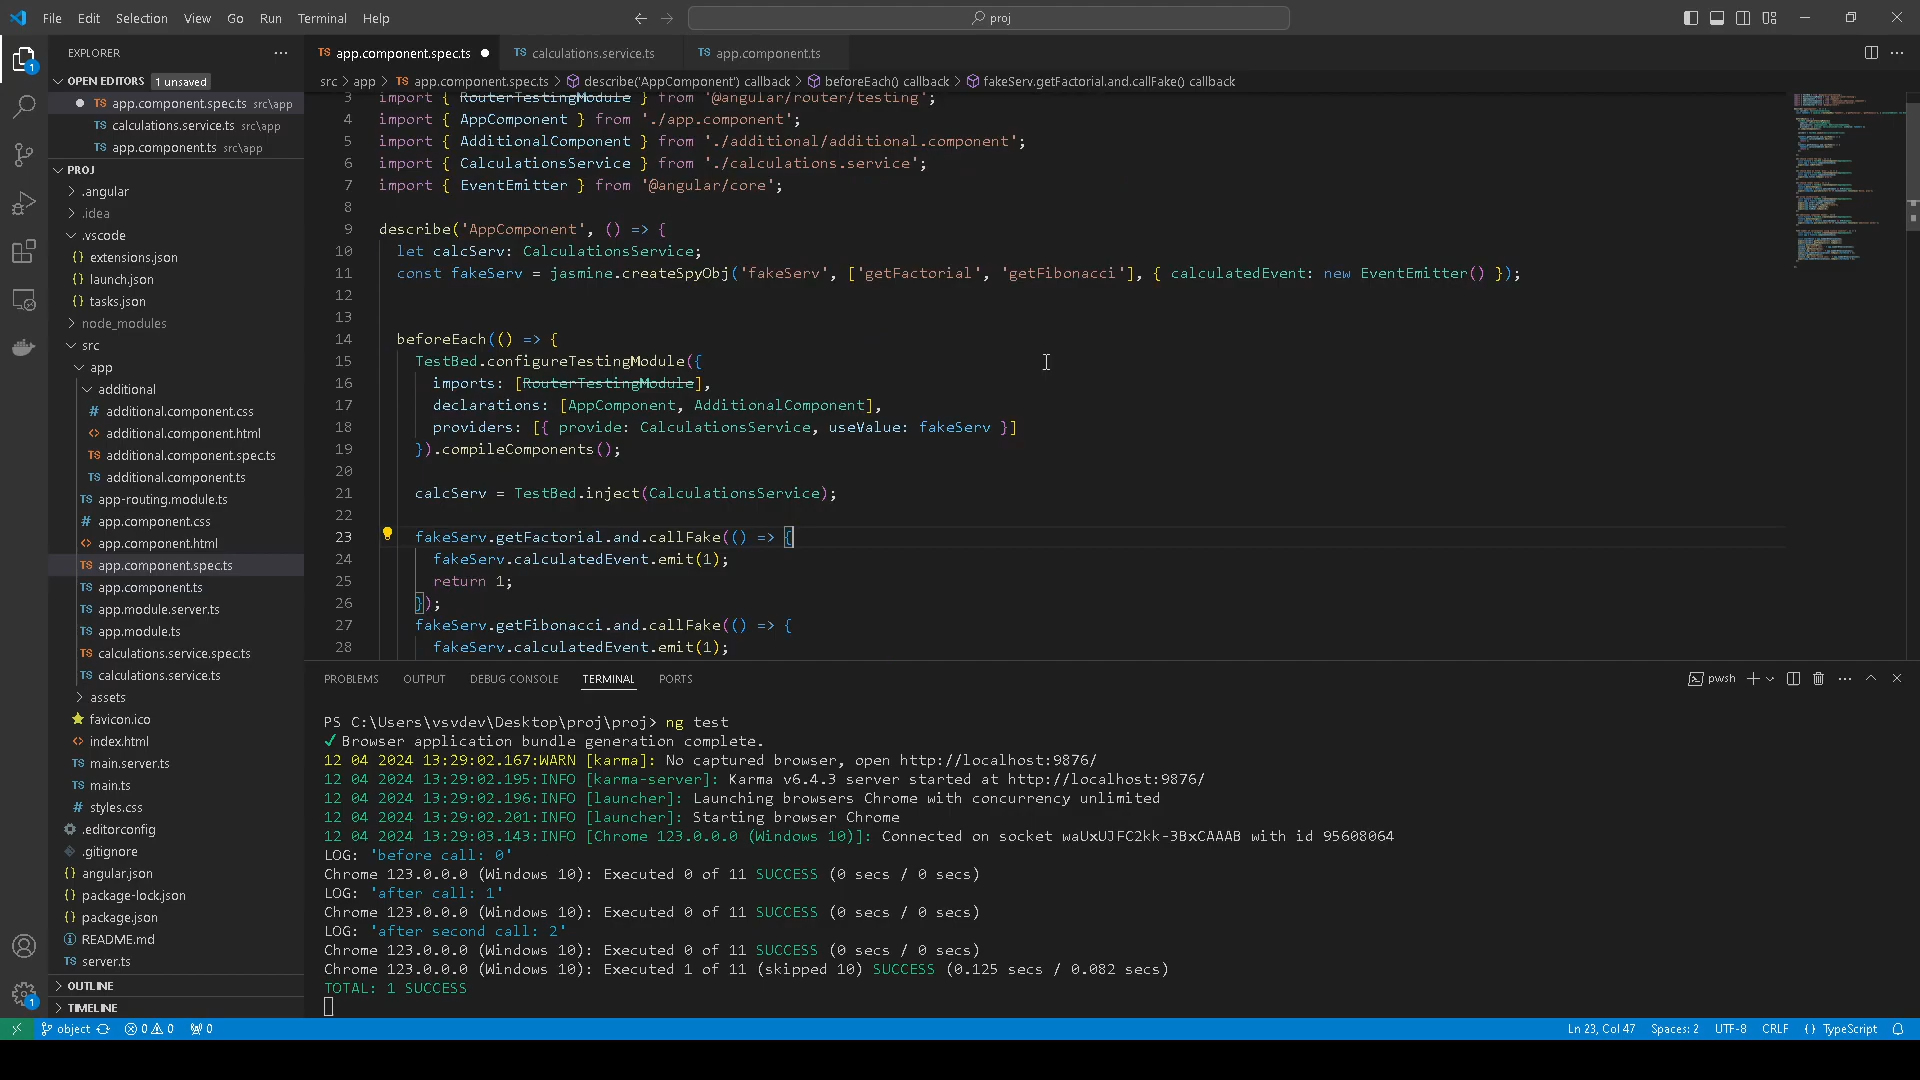 File Edit Selection View Go Run Terminal Help
proj
EXPLORER
OPEN EDITORS 1 unsaved
TS app.component.spec.ts src\app
TS calculations.service.ts src\app
TS app.component.ts src\app
PROJ
.angular
.idea
.vscode
{} extensions.json
{} launch.json
{} tasks.json
node_modules
src
app
additional
# additional.component.css
<> additional.component.html
TS additional.component.spec.ts
TS additional.component.ts
TS app-routing.module.ts
# app.component.css
<> app.component.html
TS app.component.spec.ts
TS app.component.ts
TS app.module.server.ts
TS app.module.ts
TS calculations.service.spec.ts
TS calculations.service.ts
assets
favicon.ico
<> index.html
TS main.server.ts
TS main.ts
# styles.css
.editorconfig
.gitignore
{} angular.json
{} package-lock.json
{} package.json
README.md
TS server.ts
OUTLINE
TIMELINE
TS app.component.spec.ts TS calculations.service.ts TS app.component.ts
src > app > TS app.component.spec.ts > describe('AppComponent') callback > beforeEach() callback > fakeServ.getFactorial.and.callFake() callback
3 import { RouterTestingModule } from '@angular/router/testing';
4 import { AppComponent } from './app.component';
5 import { AdditionalComponent } from './additional/additional.component';
6 import { CalculationsService } from './calculations.service';
7 import { EventEmitter } from '@angular/core';
8
9 describe('AppComponent', () => {
10 let calcServ: CalculationsService;
11 const fakeServ = jasmine.createSpyObj('fakeServ', ['getFactorial', 'getFibonacci'], { calculatedEvent: new EventEmitter() });
12
13
14 beforeEach(() => {
15 TestBed.configureTestingModule({
16 imports: [RouterTestingModule],
17 declarations: [AppComponent, AdditionalComponent],
18 providers: [{ provide: CalculationsService, useValue: fakeServ }]
19 }).compileComponents();
20
21 calcServ = TestBed.inject(CalculationsService);
22
23 fakeServ.getFactorial.and.callFake(() => {
24 fakeServ.calculatedEvent.emit(1);
25 return 1;
26 });
27 fakeServ.getFibonacci.and.callFake(() => {
28 fakeServ.calculatedEvent.emit(1);
PROBLEMS OUTPUT DEBUG CONSOLE TERMINAL PORTS
pwsh
PS C:\Users\vsvdev\Desktop\proj\proj> ng test
✓ Browser application bundle generation complete.
12 04 2024 13:29:02.167:WARN [karma]: No captured browser, open http://localhost:9876/
12 04 2024 13:29:02.195:INFO [karma-server]: Karma v6.4.3 server started at http://localhost:9876/
12 04 2024 13:29:02.196:INFO [launcher]: Launching browsers Chrome with concurrency unlimited
12 04 2024 13:29:02.201:INFO [launcher]: Starting browser Chrome
12 04 2024 13:29:03.143:INFO [Chrome 123.0.0.0 (Windows 10)]: Connected on socket waUxUJFC2kk-3BxCAAAB with id 95608064
LOG: 'before call: 0'
Chrome 123.0.0.0 (Windows 10): Executed 0 of 11 SUCCESS (0 secs / 0 secs)
LOG: 'after call: 1'
Chrome 123.0.0.0 (Windows 10): Executed 0 of 11 SUCCESS (0 secs / 0 secs)
LOG: 'after second call: 2'
Chrome 123.0.0.0 (Windows 10): Executed 0 of 11 SUCCESS (0 secs / 0 secs)
Chrome 123.0.0.0 (Windows 10): Executed 1 of 11 (skipped 10) SUCCESS (0.125 secs / 0.082 secs)
TOTAL: 1 SUCCESS
1
1
object 0 0 0 Ln 23, Col 47 Spaces: 2 UTF-8 CRLF {} TypeScript